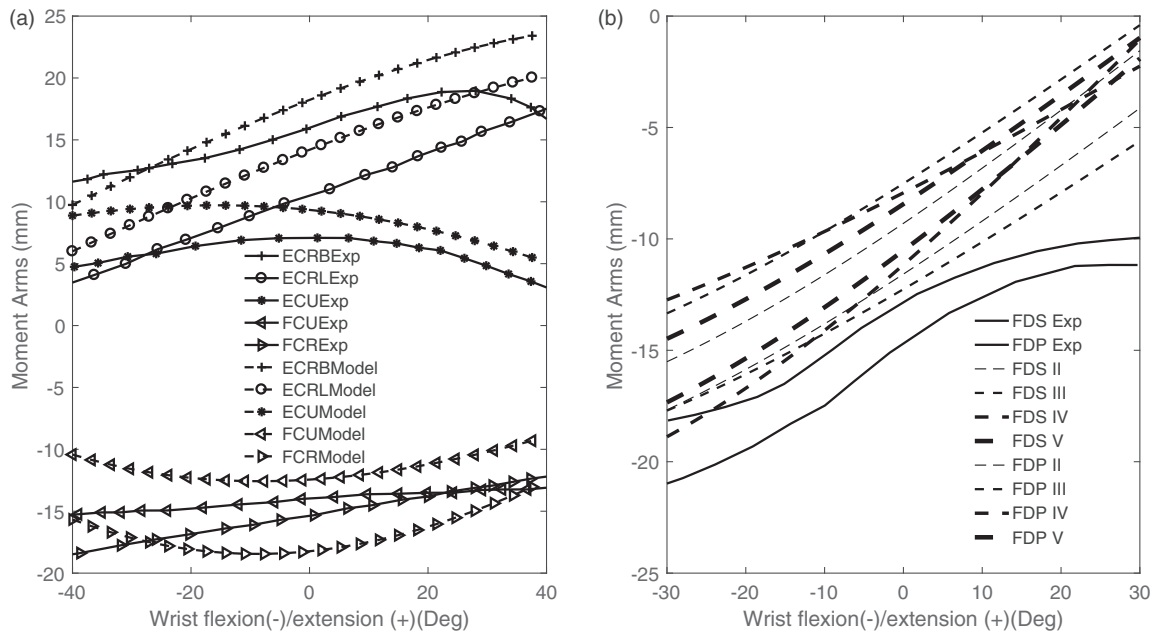 (a)
25
20
15
10
5
0
-5
-10
-15
-20
-40
-20
0
20
40
Moment Arms (mm)
Wrist flexion(-)/extension (+)(Deg)
ECRBExp
ECRLExp
ECUExp
FCUExp
FCRExp
ECRBModel
ECRLModel
ECUModel
FCUModel
FCRModel
(b)
0
-5
-10
-15
-20
-25
-30
-20
-10
0
10
20
30
Moment Arms (mm)
Wrist flexion(-)/extension (+)(Deg)
FDS Exp
FDP Exp
FDS II
FDS III
FDS IV
FDS V
FDP II
FDP III
FDP IV
FDP V